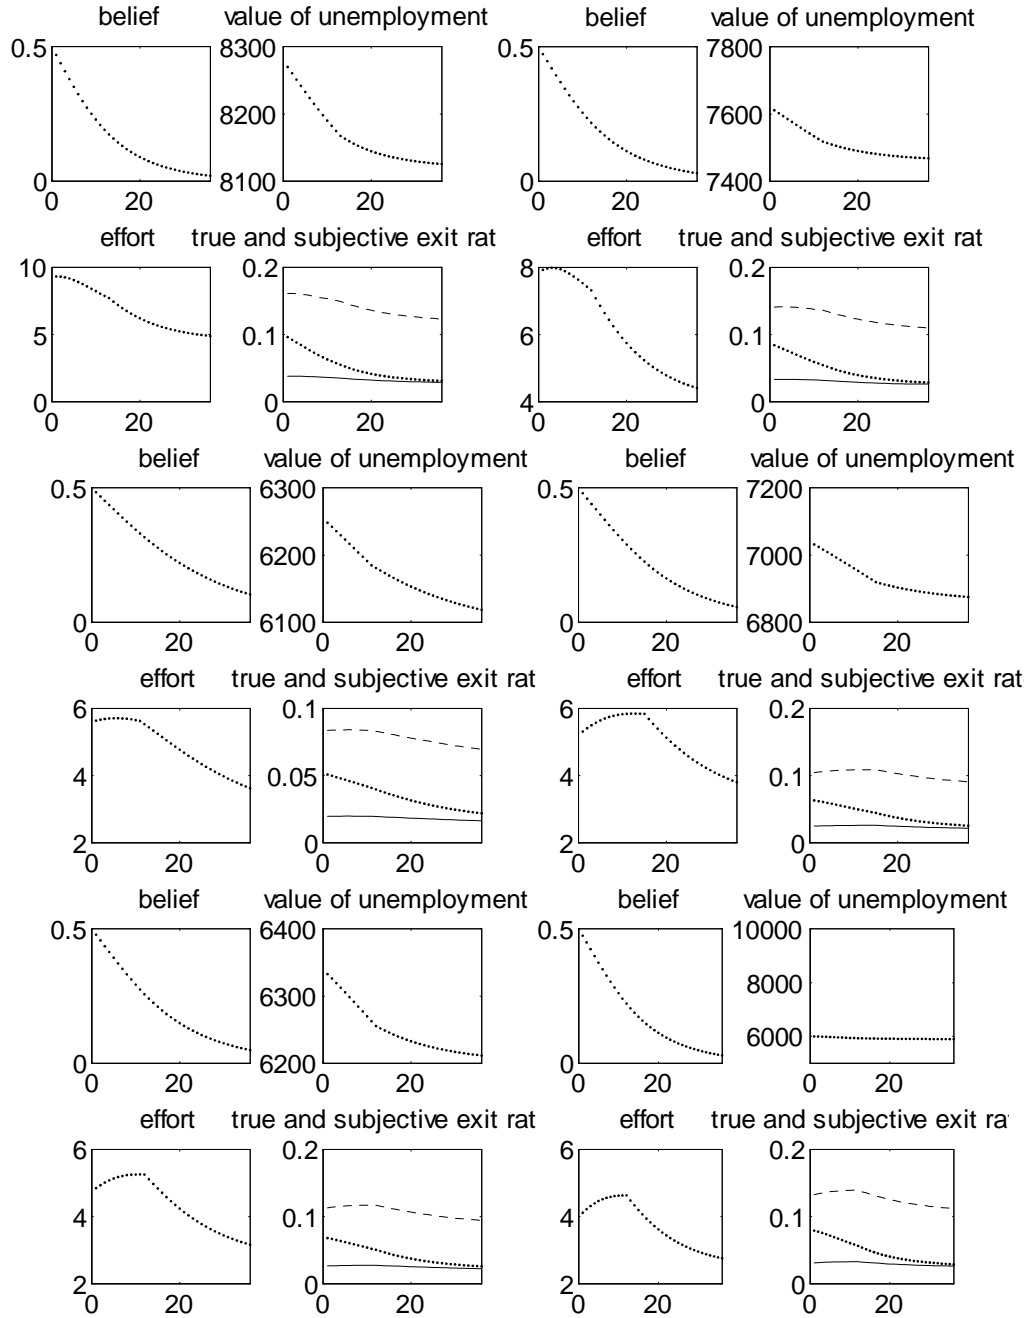 belief value of unemployment belief value of unemployment
0.5 8300 0.5 7800
8200 7600
0 8100 0 7400
0 20 0 20 0 20 0 20
effort true and subjective exit rat effort true and subjective exit rat
10 0.2 8 0.2
5 0.1 6 0.1
0 0 4 0
0 20 0 20 0 20 0 20
belief value of unemployment belief value of unemployment
0.5 6300 0.5 7200
6200 7000
0 6100 0 6800
0 20 0 20 0 20 0 20
effort true and subjective exit rat effort true and subjective exit rat
6 0.1 6 0.2
4 0.05 4 0.1
2 0 2 0
0 20 0 20 0 20 0 20
belief value of unemployment belief value of unemployment
0.5 6400 0.5 10000
6300 8000
0 6200 0 6000
0 20 0 20 0 20 0 20
effort true and subjective exit rat effort true and subjective exit ra
6 0.2 6 0.2
4 0.1 4 0.1
2 0 2 0
0 20 0 20 0 20 0 20